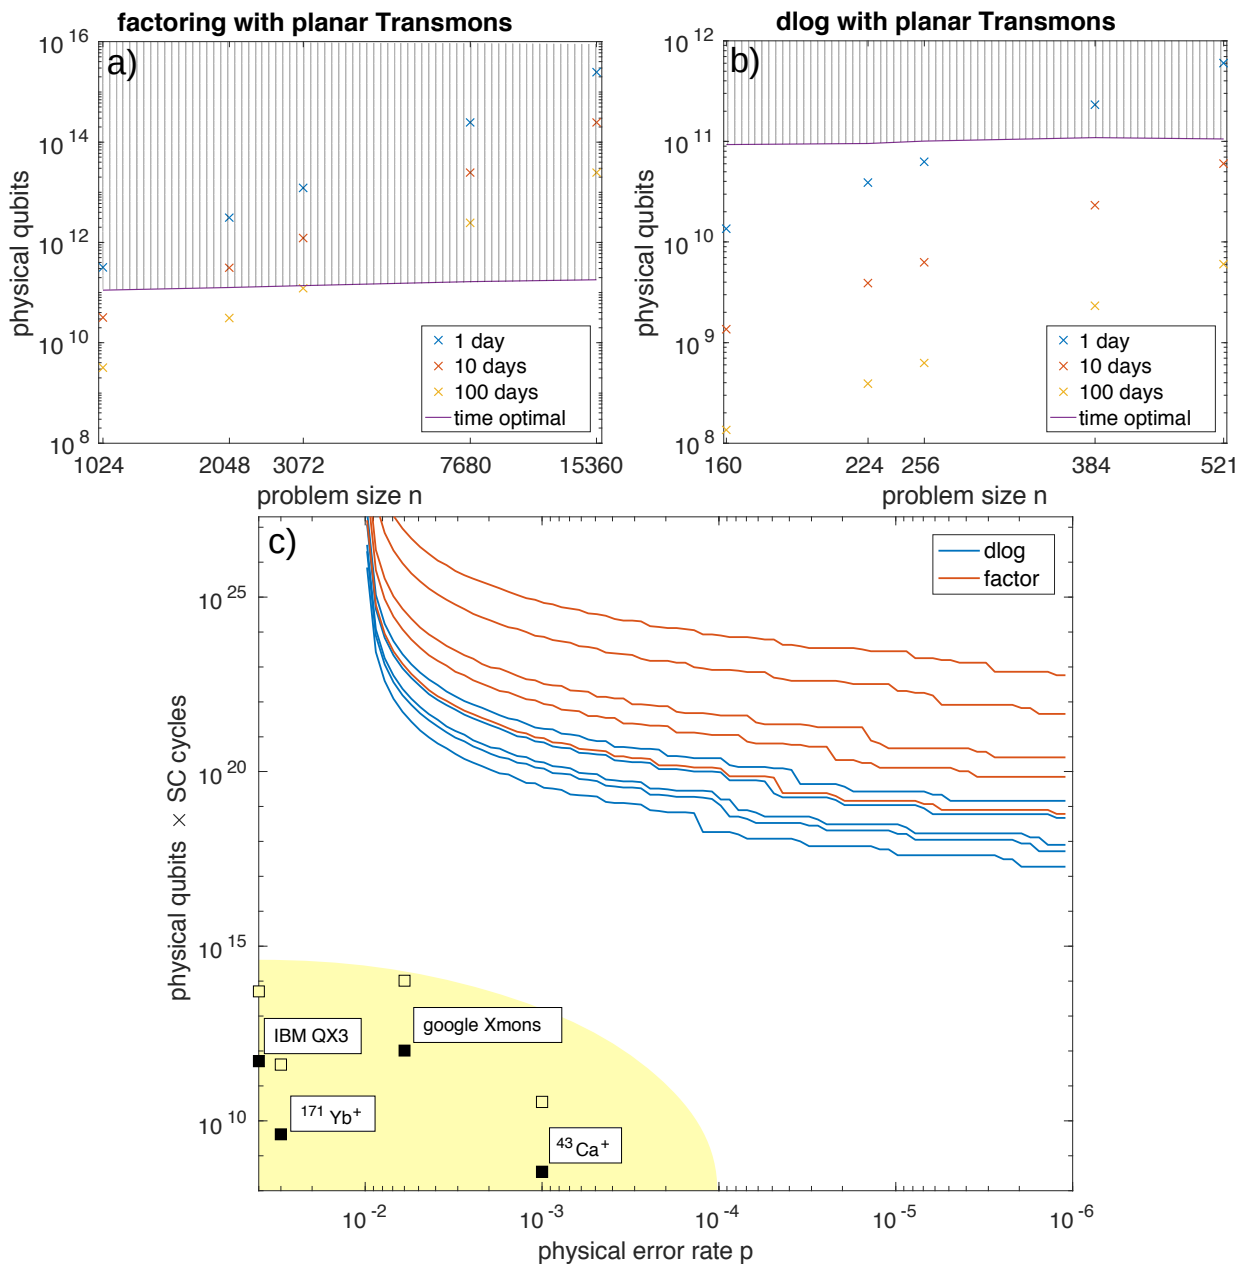 factoring with planar Transmons
a)
physical qubits
10^16
10^14
10^12
10^10
10^8
1 day
10 days
100 days
time optimal
1024 2048 3072 7680 15360
problem size n
dlog with planar Transmons
b)
physical qubits
10^12
10^11
10^10
10^9
10^8
1 day
10 days
100 days
time optimal
160 224 256 384 521
problem size n
c)
dlog
factor
physical qubits × SC cycles
10^25
10^20
10^15
10^10
IBM QX3
google Xmons
^171 Yb^+
^43 Ca^+
10^-2 10^-3 10^-4 10^-5 10^-6
physical error rate p